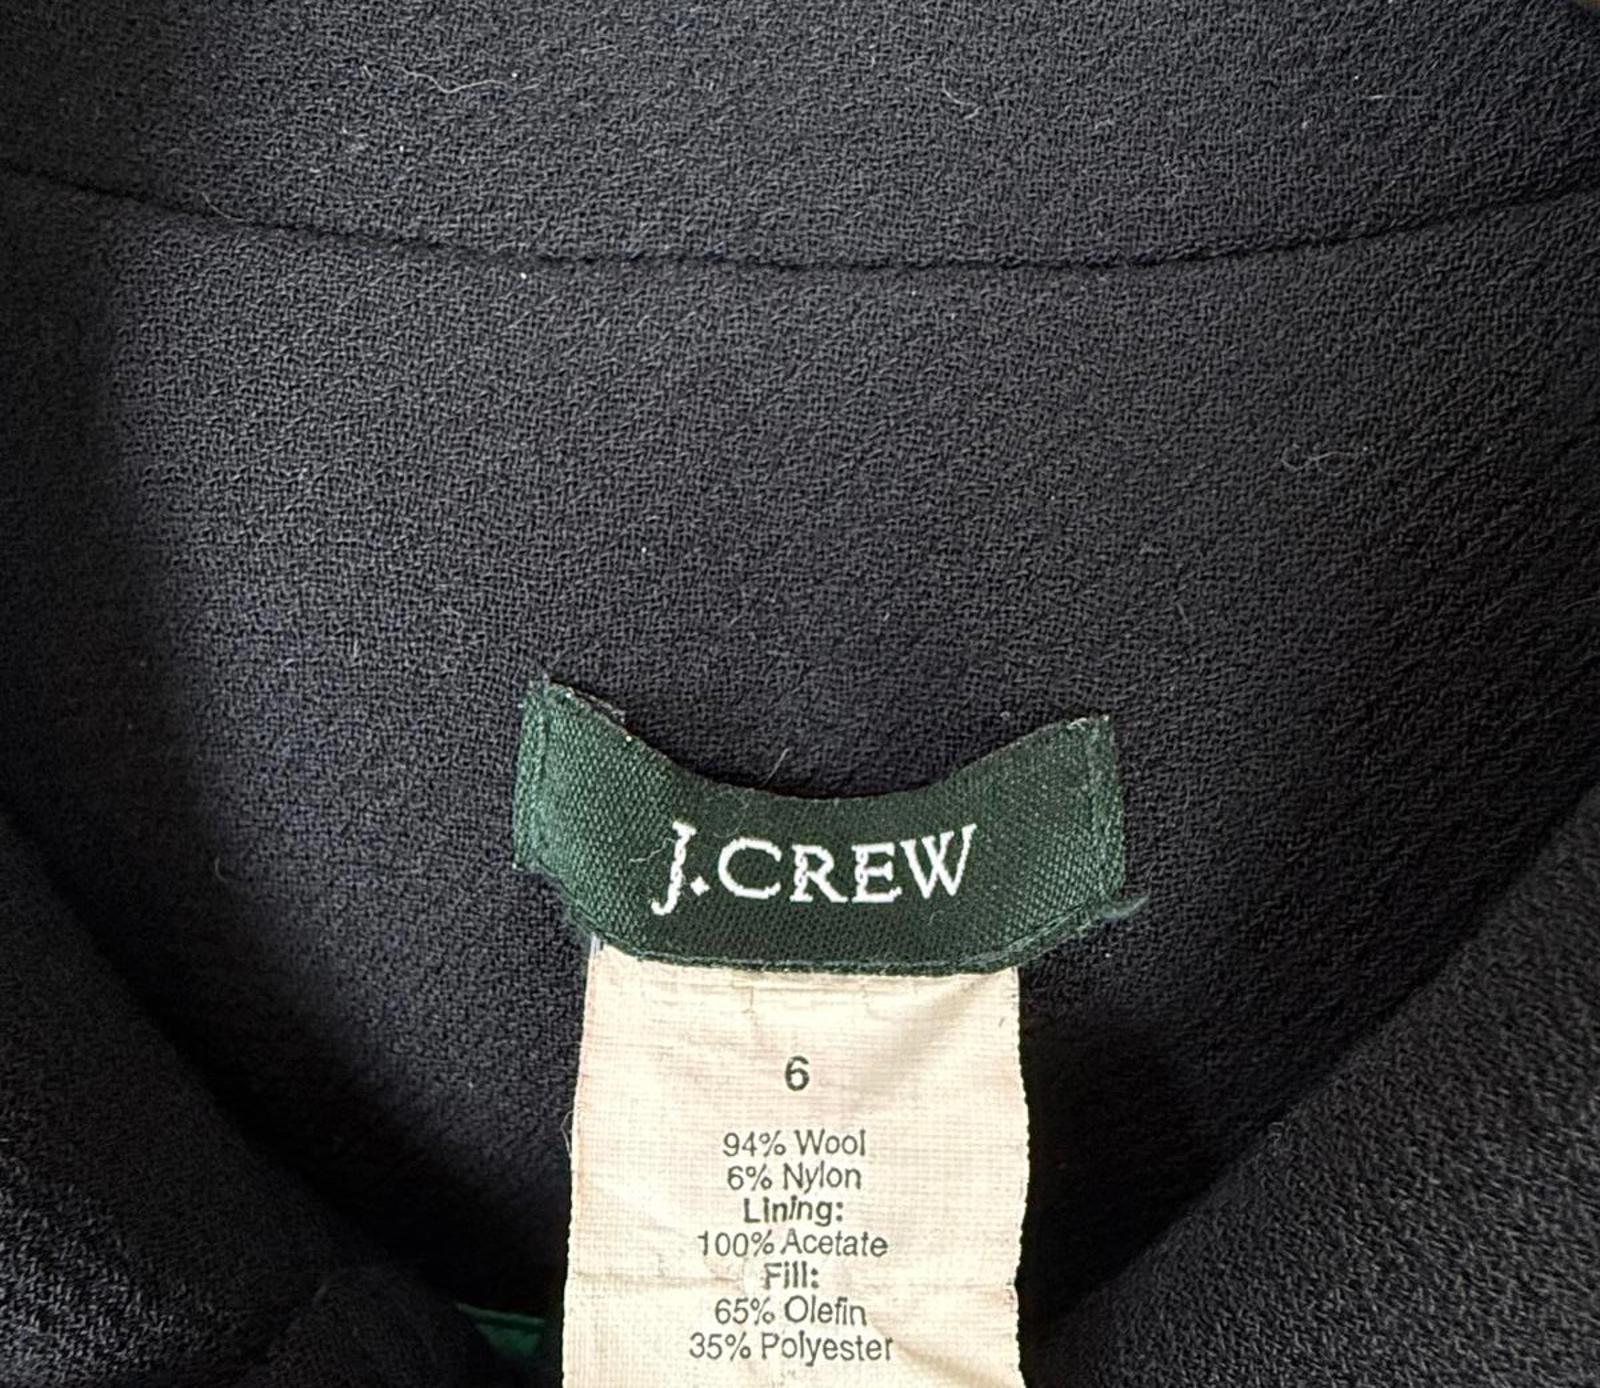 J.CREW
6
94% Wool
6% Nylon
Lining:
100% Acetate
Fill:
65% Olefin
35% Polyester